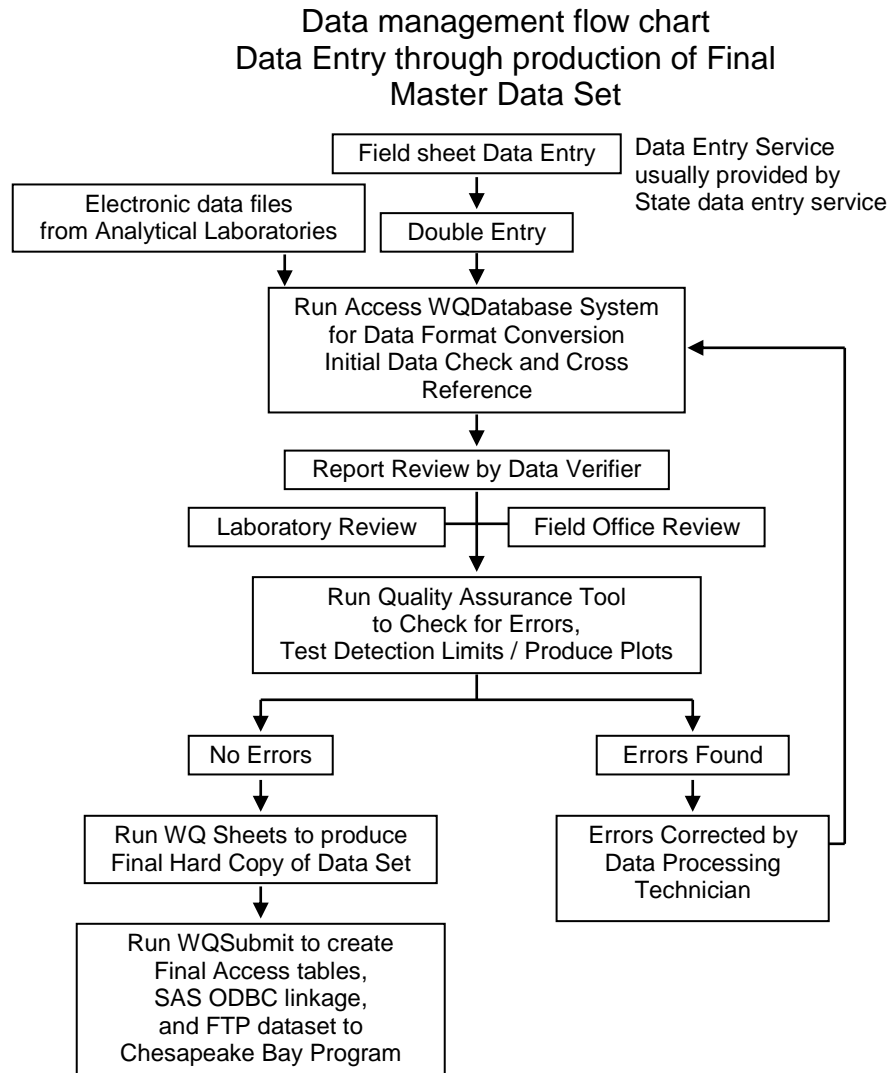 Data management flow chart
Data Entry through production of Final
Master Data Set
Field sheet Data Entry
Data Entry Service
usually provided by
State data entry service
Electronic data files
from Analytical Laboratories
Double Entry
Run Access WQDatabase System
for Data Format Conversion
Initial Data Check and Cross
Reference
Report Review by Data Verifier
Laboratory Review
Field Office Review
Run Quality Assurance Tool
to Check for Errors,
Test Detection Limits / Produce Plots
No Errors
Errors Found
Run WQ Sheets to produce
Final Hard Copy of Data Set
Errors Corrected by
Data Processing
Technician
Run WQSubmit to create
Final Access tables,
SAS ODBC linkage,
and FTP dataset to
Chesapeake Bay Program